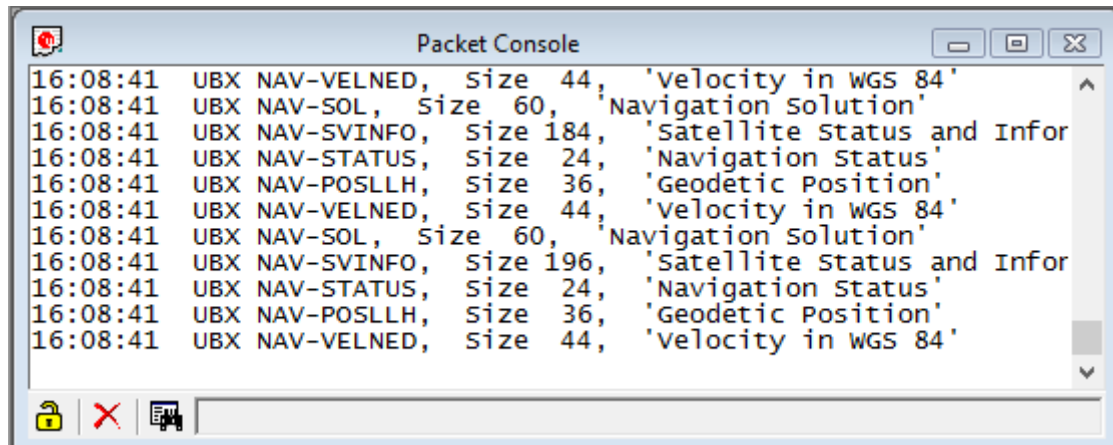 Packet Console
16:08:41  UBX NAV-VELNED,  Size  44,  'Velocity in WGS 84'
16:08:41  UBX NAV-SOL,  Size  60,  'Navigation Solution'
16:08:41  UBX NAV-SVINFO,  Size 184,  'Satellite Status and Infor
16:08:41  UBX NAV-STATUS,  Size  24,  'Navigation Status'
16:08:41  UBX NAV-POSLLH,  Size  36,  'Geodetic Position'
16:08:41  UBX NAV-VELNED,  Size  44,  'Velocity in WGS 84'
16:08:41  UBX NAV-SOL,  Size  60,  'Navigation Solution'
16:08:41  UBX NAV-SVINFO,  Size 196,  'Satellite Status and Infor
16:08:41  UBX NAV-STATUS,  Size  24,  'Navigation Status'
16:08:41  UBX NAV-POSLLH,  Size  36,  'Geodetic Position'
16:08:41  UBX NAV-VELNED,  Size  44,  'Velocity in WGS 84'